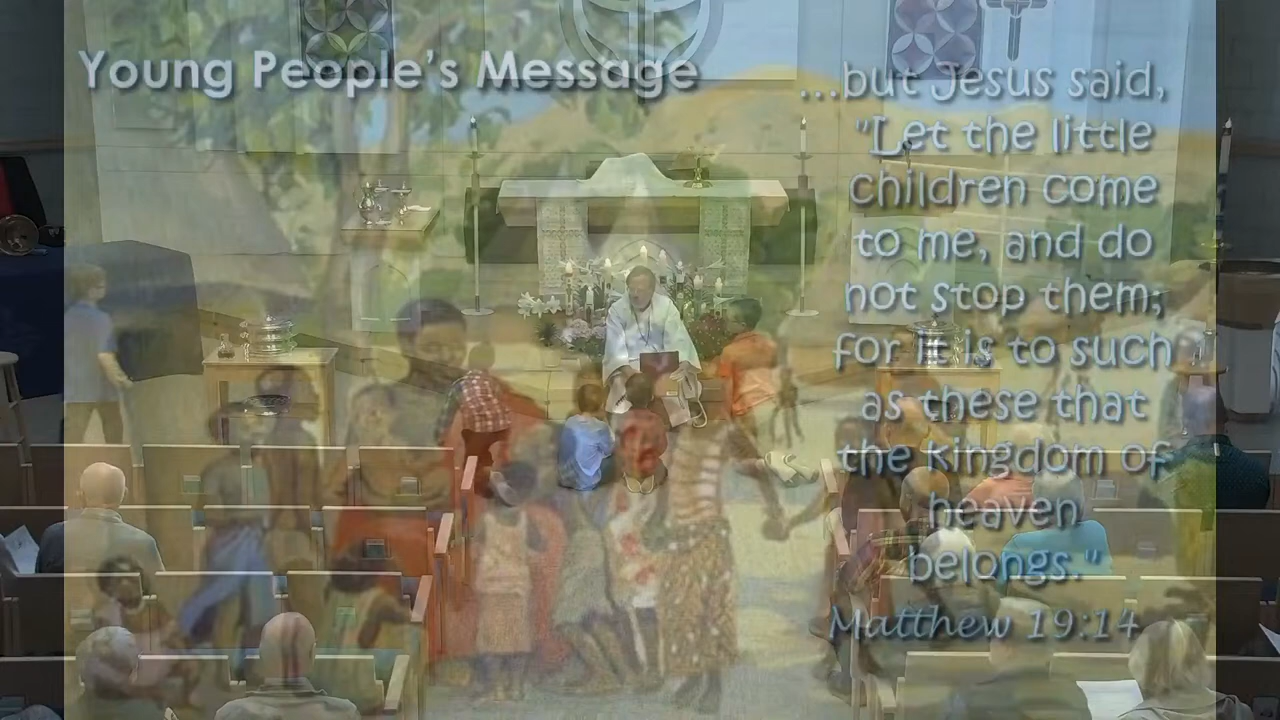 Young People's Message
...but Jesus said,
"Let the little
children come
to me, and do
not stop them;
for it is to such
as these that
the kingdom of
heaven
belongs."
Matthew 19:14